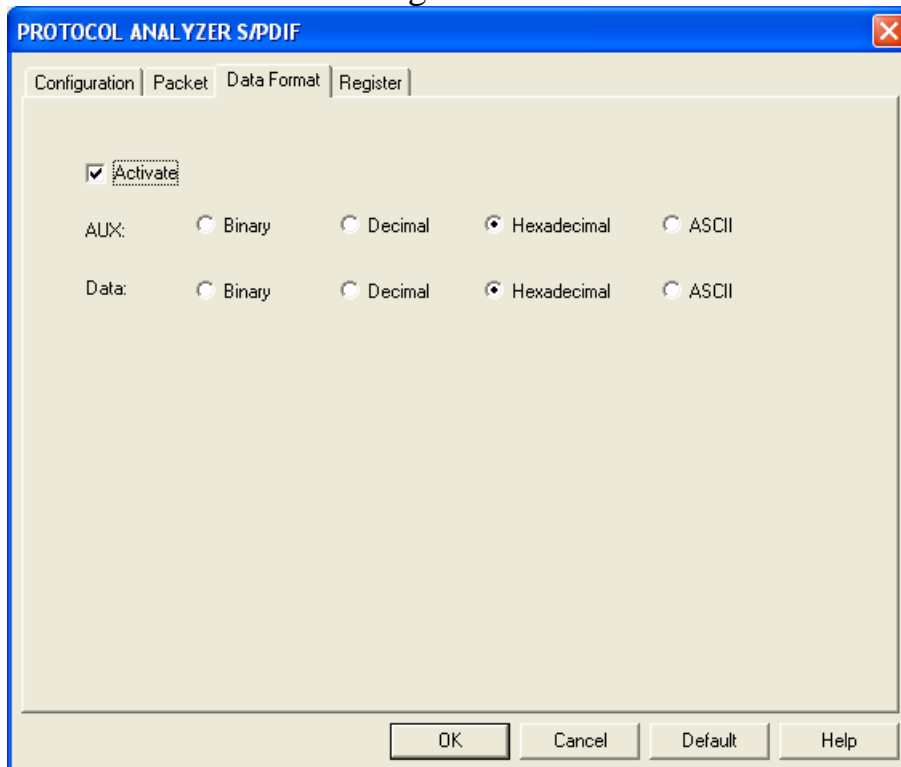 PROTOCOL ANALYZER S/PDIF
Configuration Packet Data Format Register
Activate
AUX: Binary Decimal Hexadecimal ASCII
Data: Binary Decimal Hexadecimal ASCII
OK Cancel Default Help